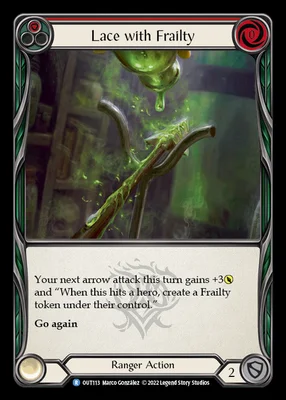 Lace with Frailty
Your next arrow attack this turn gains +3
and "When this hits a hero, create a Frailty
token under their control."
Go again
Ranger Action
2
R OUT113 Marco González © 2022 Legend Story Studios